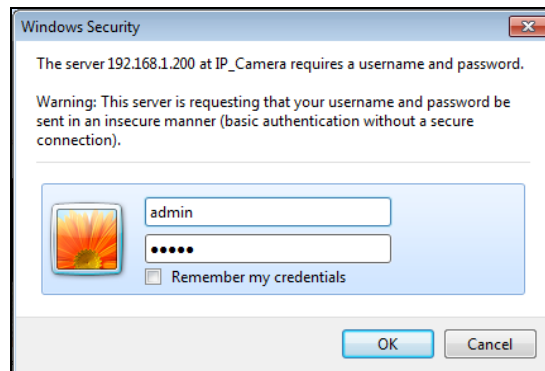 Windows Security
The server 192.168.1.200 at IP_Camera requires a username and password.
Warning: This server is requesting that your username and password be
sent in an insecure manner (basic authentication without a secure
connection).
admin
●●●●●
Remember my credentials
OK Cancel